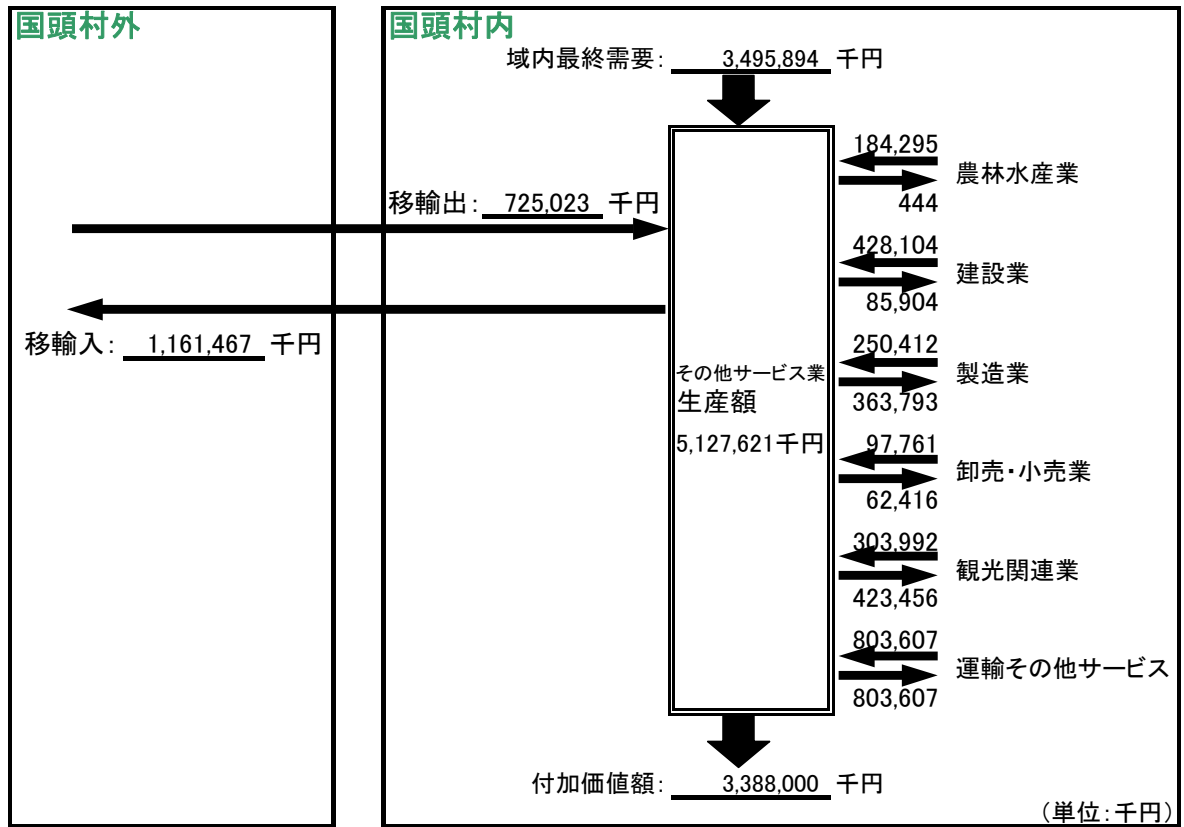 国頭村外
国頭村内
域内最終需要: 3,495,894 千円
184,295
農林水産業
444
移輸出: 725,023 千円
428,104
建設業
85,904
移輸入: 1,161,467 千円
250,412
製造業
363,793
その他サービス業
生産額
5,127,621千円
97,761
卸売・小売業
62,416
303,992
観光関連業
423,456
803,607
運輸その他サービス
803,607
付加価値額: 3,388,000 千円
(単位:千円)